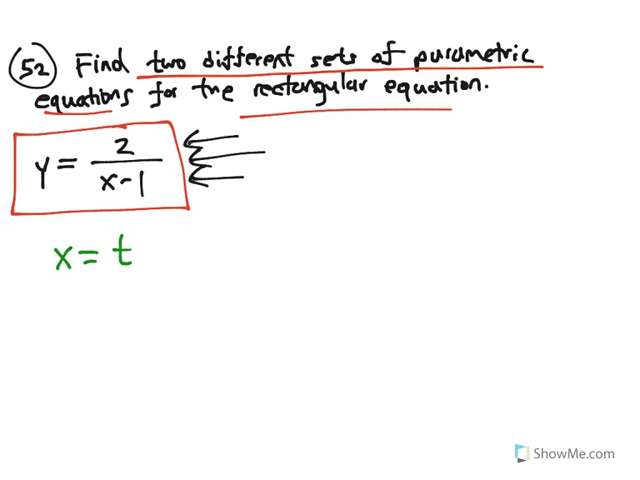 52 Find two different sets of parametric
equations for the rectangular equation.
y = 2/(x-1)
x = t
ShowMe.com